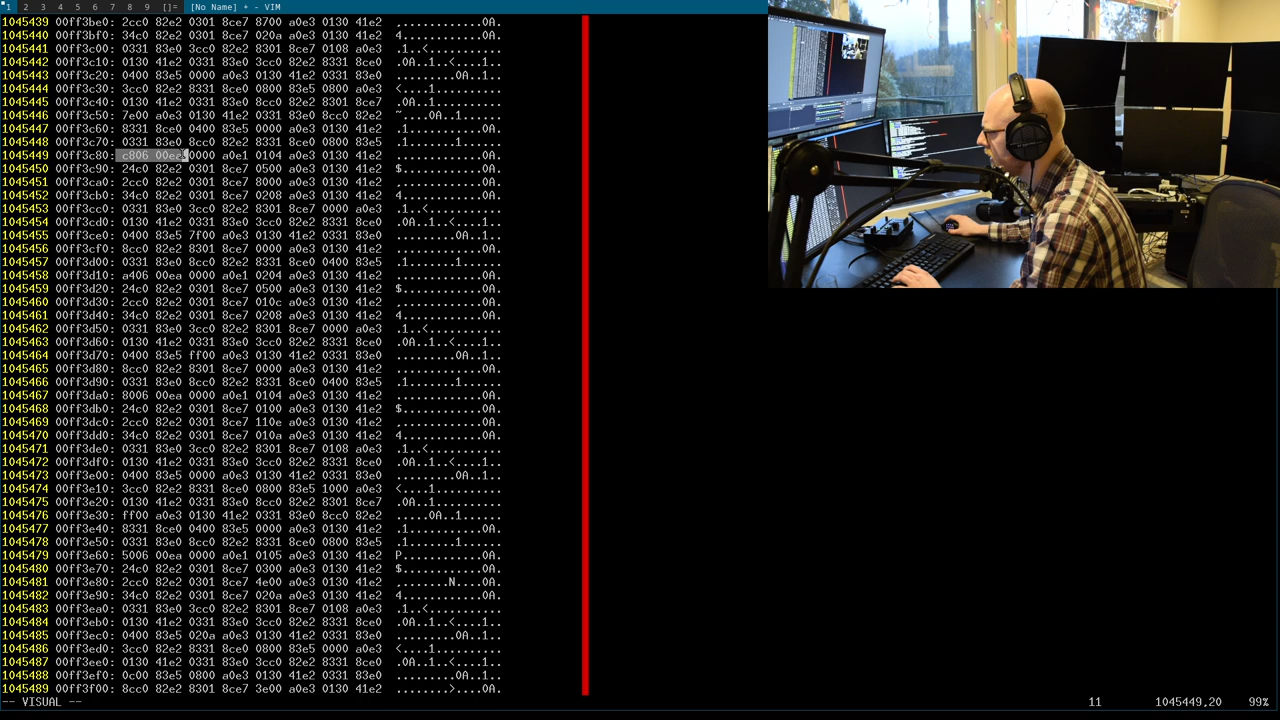 1 2 3 4 5 6 7 8 9 []= [No Name] + - VIM
1045439 00ff3be0: 2cc0 82e2 0301 8ce7 8700 a0e3 0130 41e2 ,............0A.
1045440 00ff3bf0: 34c0 82e2 0301 8ce7 020a a0e3 0130 41e2 4............0A.
1045441 00ff3c00: 0331 83e0 3cc0 82e2 8301 8ce7 0108 a0e3 .1..<...........
1045442 00ff3c10: 0130 41e2 0331 83e0 3cc0 82e2 8331 8ce0 .0A..1..<....1..
1045443 00ff3c20: 0400 83e5 0000 a0e3 0130 41e2 0331 83e0 .........0A..1..
1045444 00ff3c30: 3cc0 82e2 8331 8ce0 0800 83e5 0800 a0e3 <....1..........
1045445 00ff3c40: 0130 41e2 0331 83e0 8cc0 82e2 8301 8ce7 .0A..1..........
1045446 00ff3c50: 7e00 a0e3 0130 41e2 0331 83e0 8cc0 82e2 ~....0A..1......
1045447 00ff3c60: 8331 8ce0 0400 83e5 0000 a0e3 0130 41e2 .1...........0A.
1045448 00ff3c70: 0331 83e0 8cc0 82e2 8331 8ce0 0800 83e5 .1.......1......
1045449 00ff3c80: c806 00ea 0000 a0e1 0104 a0e3 0130 41e2 .............0A.
1045450 00ff3c90: 24c0 82e2 0301 8ce7 0500 a0e3 0130 41e2 $............0A.
1045451 00ff3ca0: 2cc0 82e2 0301 8ce7 8000 a0e3 0130 41e2 ,............0A.
1045452 00ff3cb0: 34c0 82e2 0301 8ce7 0208 a0e3 0130 41e2 4............0A.
1045453 00ff3cc0: 0331 83e0 3cc0 82e2 8301 8ce7 0000 a0e3 .1..<...........
1045454 00ff3cd0: 0130 41e2 0331 83e0 3cc0 82e2 8331 8ce0 .0A..1..<....1..
1045455 00ff3ce0: 0400 83e5 7f00 a0e3 0130 41e2 0331 83e0 .........0A..1..
1045456 00ff3cf0: 8cc0 82e2 8301 8ce7 0000 a0e3 0130 41e2 .............0A.
1045457 00ff3d00: 0331 83e0 8cc0 82e2 8331 8ce0 0400 83e5 .1.......1......
1045458 00ff3d10: a406 00ea 0000 a0e1 0204 a0e3 0130 41e2 .............0A.
1045459 00ff3d20: 24c0 82e2 0301 8ce7 0500 a0e3 0130 41e2 $............0A.
1045460 00ff3d30: 2cc0 82e2 0301 8ce7 010c a0e3 0130 41e2 ,............0A.
1045461 00ff3d40: 34c0 82e2 0301 8ce7 0208 a0e3 0130 41e2 4............0A.
1045462 00ff3d50: 0331 83e0 3cc0 82e2 8301 8ce7 0000 a0e3 .1..<...........
1045463 00ff3d60: 0130 41e2 0331 83e0 3cc0 82e2 8331 8ce0 .0A..1..<....1..
1045464 00ff3d70: 0400 83e5 ff00 a0e3 0130 41e2 0331 83e0 .........0A..1..
1045465 00ff3d80: 8cc0 82e2 8301 8ce7 0000 a0e3 0130 41e2 .............0A.
1045466 00ff3d90: 0331 83e0 8cc0 82e2 8331 8ce0 0400 83e5 .1.......1......
1045467 00ff3da0: 8006 00ea 0000 a0e1 0104 a0e3 0130 41e2 .............0A.
1045468 00ff3db0: 24c0 82e2 0301 8ce7 0100 a0e3 0130 41e2 $............0A.
1045469 00ff3dc0: 2cc0 82e2 0301 8ce7 110e a0e3 0130 41e2 ,............0A.
1045470 00ff3dd0: 34c0 82e2 0301 8ce7 010a a0e3 0130 41e2 4............0A.
1045471 00ff3de0: 0331 83e0 3cc0 82e2 8301 8ce7 0108 a0e3 .1..<...........
1045472 00ff3df0: 0130 41e2 0331 83e0 3cc0 82e2 8331 8ce0 .0A..1..<....1..
1045473 00ff3e00: 0400 83e5 0000 a0e3 0130 41e2 0331 83e0 .........0A..1..
1045474 00ff3e10: 3cc0 82e2 8331 8ce0 0800 83e5 1000 a0e3 <....1..........
1045475 00ff3e20: 0130 41e2 0331 83e0 8cc0 82e2 8301 8ce7 .0A..1..........
1045476 00ff3e30: ff00 a0e3 0130 41e2 0331 83e0 8cc0 82e2 .....0A..1......
1045477 00ff3e40: 8331 8ce0 0400 83e5 0000 a0e3 0130 41e2 .1...........0A.
1045478 00ff3e50: 0331 83e0 8cc0 82e2 8331 8ce0 0800 83e5 .1.......1......
1045479 00ff3e60: 5006 00ea 0000 a0e1 0105 a0e3 0130 41e2 P............0A.
1045480 00ff3e70: 24c0 82e2 0301 8ce7 0300 a0e3 0130 41e2 $............0A.
1045481 00ff3e80: 2cc0 82e2 0301 8ce7 4e00 a0e3 0130 41e2 ,.......N....0A.
1045482 00ff3e90: 34c0 82e2 0301 8ce7 020a a0e3 0130 41e2 4............0A.
1045483 00ff3ea0: 0331 83e0 3cc0 82e2 8301 8ce7 0108 a0e3 .1..<...........
1045484 00ff3eb0: 0130 41e2 0331 83e0 3cc0 82e2 8331 8ce0 .0A..1..<....1..
1045485 00ff3ec0: 0400 83e5 020a a0e3 0130 41e2 0331 83e0 .........0A..1..
1045486 00ff3ed0: 3cc0 82e2 8331 8ce0 0800 83e5 0000 a0e3 <....1..........
1045487 00ff3ee0: 0130 41e2 0331 83e0 3cc0 82e2 8331 8ce0 .0A..1..<....1..
1045488 00ff3ef0: 0c00 83e5 0800 a0e3 0130 41e2 0331 83e0 .........0A..1..
1045489 00ff3f00: 8cc0 82e2 8301 8ce7 3e00 a0e3 0130 41e2 ........>....0A.
-- VISUAL -- 11 1045449,20 99%